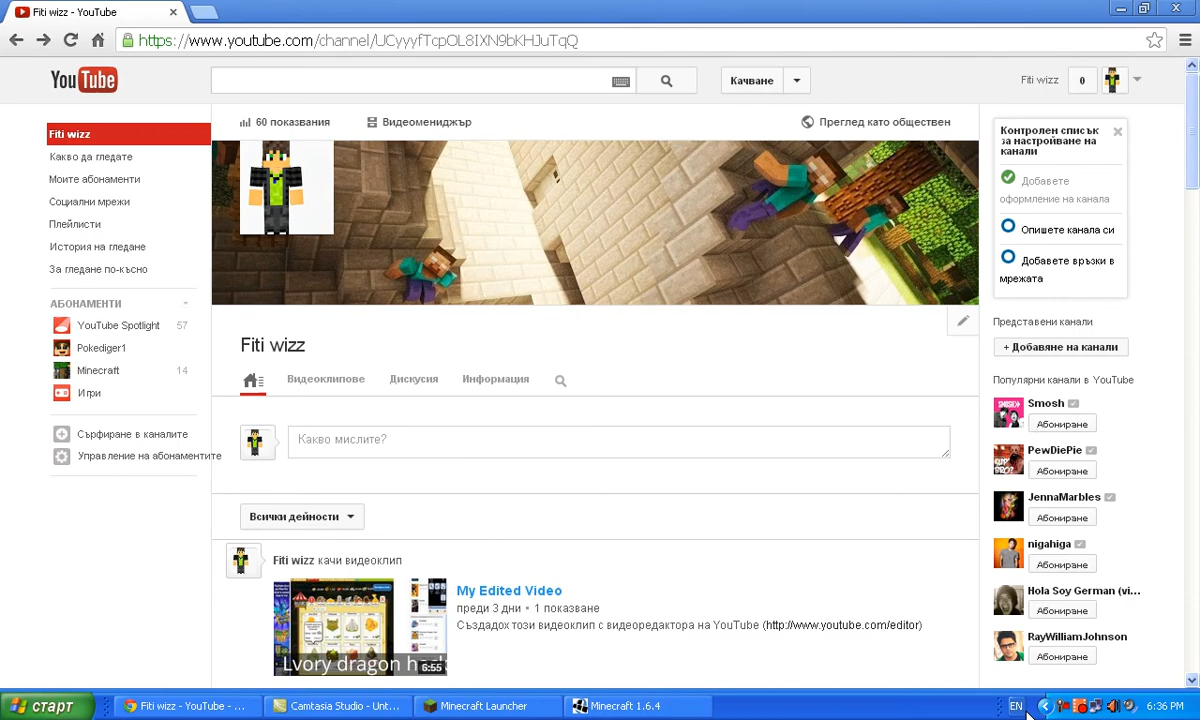 Fiti wizz - YouTube
https://www.youtube.com/channel/UCyyyfTcpOL8IXN9bKHJuTqQ
YouTube
Качване
Fiti wizz
0
Fiti wizz
Какво да гледате
Моите абонаменти
Социални мрежи
Плейлисти
История на гледане
За гледане по-късно
АБОНАМЕНТИ
YouTube Spotlight 57
Pokediger1
Minecraft 14
Игри
Сърфиране в каналите
Управление на абонаментите
60 показвания
Видеомениджър
Преглед като обществен
Fiti wizz
Видеоклипове
Дискусия
Информация
Какво мислите?
Всички дейности
Fiti wizz качи видеоклип
My Edited Video
преди 3 дни • 1 показване
Създадох този видеоклип с видеоредактора на YouTube (http://www.youtube.com/editor)
Lvory dragon
6:55
Контролен списък
за настройване на
канали
Добавете
оформление на канала
Опишете канала си
Добавете връзки в
мрежата
Представени канали
+ Добавяне на канали
Популярни канали в YouTube
Smosh
Абониране
PewDiePie
Абониране
JennaMarbles
Абониране
nigahiga
Абониране
Hola Soy German (vi...
Абониране
RayWilliamJohnson
Абониране
старт
Fiti wizz - YouTube - ...
Camtasia Studio - Unt...
Minecraft Launcher
Minecraft 1.6.4
EN
6:36 PM